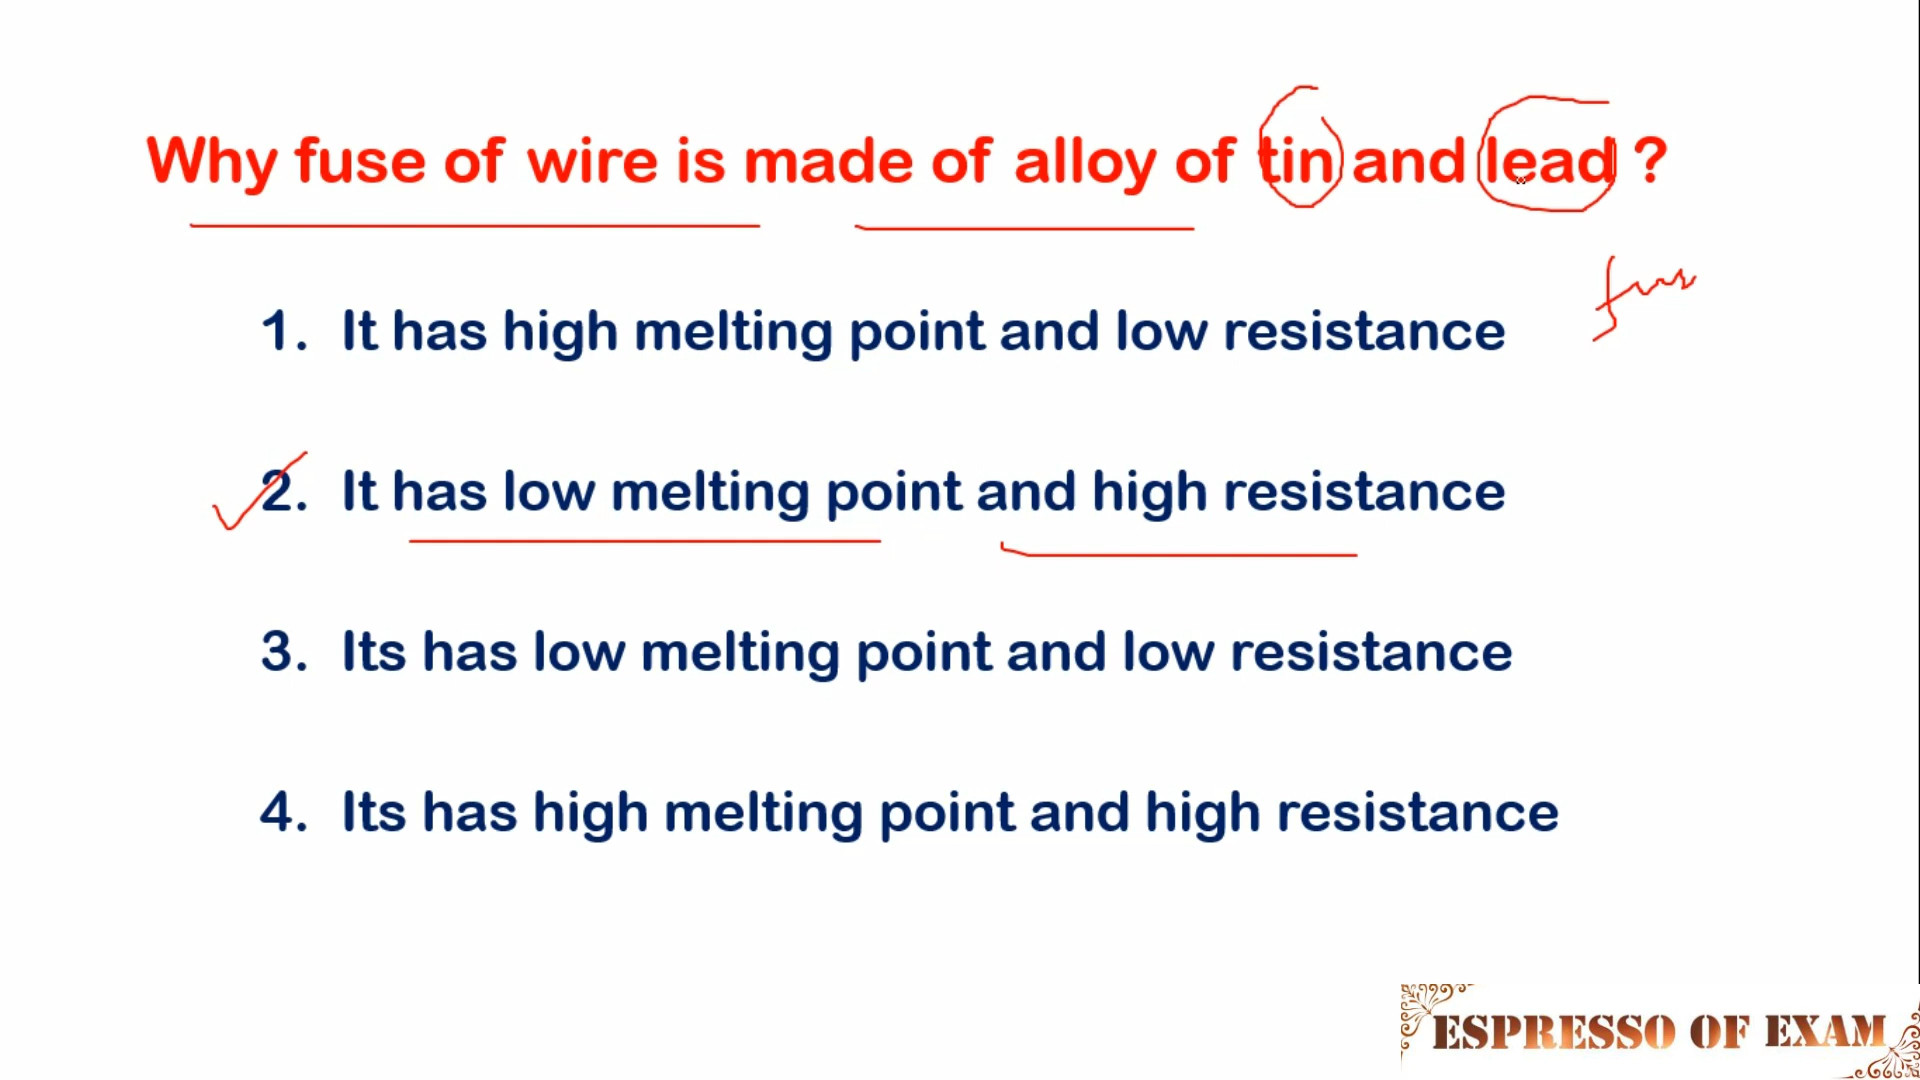 Why fuse of wire is made of alloy of tin and lead ?
1. It has high melting point and low resistance
2. It has low melting point and high resistance
3. Its has low melting point and low resistance
4. Its has high melting point and high resistance
ESPRESSO OF EXAM